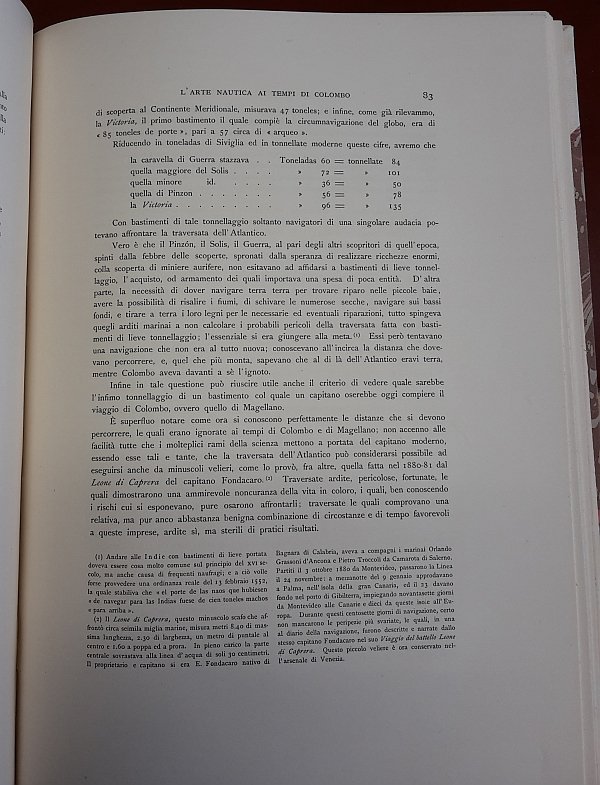 L'ARTE NAUTICA AI TEMPI DI COLOMBO 83
di scoperta al Continente Meridionale, misurava 47 toneles; e infine, come già rilevammo,
la Victoria, il primo bastimento il quale compiè la circumnavigazione del globo, era di
« 85 toneles de porte », pari a 57 circa di « arqueo ».
Riducendo in toneladas di Siviglia ed in tonnellate moderne queste cifre, avremo che
la caravella di Guerra stazzava . . Toneladas 60 = tonnellate 84
quella maggiore del Solis . . . . » 72 = » 101
quella minore id. . . . . » 36 = » 50
quella di Pinzon . . . . . . . » 56 = » 78
la Victoria . . . . . . . . . » 96 = » 135
Con bastimenti di tale tonnellaggio soltanto navigatori di una singolare audacia po-
tevano affrontare la traversata dell'Atlantico.
Vero è che il Pinzón, il Solis, il Guerra, al pari degli altri scopritori di quell'epoca,
spinti dalla febbre delle scoperte, spronati dalla speranza di realizzare ricchezze enormi,
colla scoperta di miniere aurifere, non esitavano ad affidarsi a bastimenti di lieve tonnel-
laggio, l'acquisto, od armamento dei quali importava una spesa di poca entità. D'altra
parte, la necessità di dover navigare terra terra per trovare riparo nelle piccole baie,
avere la possibilità di risalire i fiumi, di schivare le numerose secche, navigare sui bassi
fondi, e tirare a terra i loro legni per le necessarie ed eventuali riparazioni, tutto spingeva
quegli arditi marinai a non calcolare i probabili pericoli della traversata fatta con basti-
menti di lieve tonnellaggio; l'essenziale si era giungere alla meta.(1) Essi però tentavano
una navigazione che non era al tutto nuova; conoscevano all'incirca la distanza che dove-
vano percorrere, e, quel che più monta, sapevano che al di là dell'Atlantico eravi terra,
mentre Colombo aveva davanti a sè l'ignoto.
Infine in tale questione può riuscire utile anche il criterio di vedere quale sarebbe
l'infimo tonnellaggio di un bastimento col quale un capitano oserebbe oggi compiere il
viaggio di Colombo, ovvero quello di Magellano.
È superfluo notare come ora si conoscono perfettamente le distanze che si devono
percorrere, le quali erano ignorate ai tempi di Colombo e di Magellano; non accenno alle
facilità tutte che i molteplici rami della scienza mettono a portata del capitano moderno,
essendo esse tali e tante, che la traversata dell'Atlantico può considerarsi possibile ad
eseguirsi anche da minuscoli velieri, come lo provò, fra altre, quella fatta nel 1880-81 dal
Leone di Caprera del capitano Fondacaro.(2) Traversate ardite, pericolose, fortunate, le
quali dimostrarono una ammirevole noncuranza della vita in coloro, i quali, ben conoscendo
i rischi cui si esponevano, pure osarono affrontarli; traversate le quali comprovano una
relativa, ma pur anco abbastanza benigna combinazione di circostanze e di tempo favorevoli
a queste imprese, ardite sì, ma sterili di pratici risultati.
(1) Andare alle Indie con bastimenti di lieve portata
doveva essere cosa molto comune sul principio del XVI se-
colo, ma anche causa di frequenti naufragi; e a ciò volle
forse provvedere una ordinanza reale del 13 febbraio 1552,
la quale stabiliva che « el porte de las naos que hubiesen
« de navegar para las Indias fuese de cien toneles machos
« para arriba ».
(2) Il Leone di Caprera, questo minuscolo scafo che af-
frontò circa seimila miglia marine, misura metri 8.40 di mas-
sima lunghezza, 2.30 di larghezza, un metro di puntale al
centro e 1.60 a poppa ed a prora. In pieno carico la parte
centrale sovrastava alla linea d'acqua di soli 30 centimetri.
Il proprietario e capitano si era E. Fondacaro nativo di
Bagnara di Calabria, aveva a compagni i marinai Orlando
Grassoni d'Ancona e Pietro Troccoli da Camarota di Salerno.
Partiti il 3 ottobre 1880 da Montevideo, passarono la Linea
il 24 novembre: a mezzanotte del 9 gennaio approdavano
a Palma, nell'isola della gran Canaria, ed il 23 davano
fondo nel porto di Gibilterra, impiegando novantasette giorni
da Montevideo alle Canarie e dieci da queste isole all'Eu-
ropa. Durante questi centosette giorni di navigazione, certo
non mancarono le peripezie più svariate, le quali, in una
al diario della navigazione, furono descritte e narrate dallo
stesso capitano Fondacaro nel suo Viaggio del battello Leone
di Caprera. Questo piccolo veliere è ora conservato nel-
l'arsenale di Venezia.